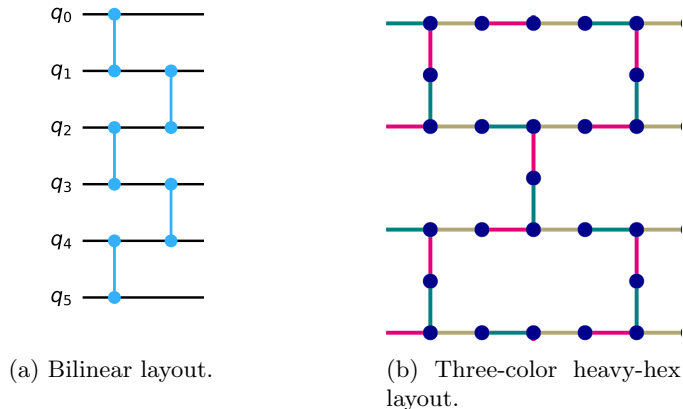 q0
q1
q2
q3
q4
q5
(a) Bilinear layout.
(b) Three-color heavy-hex
layout.